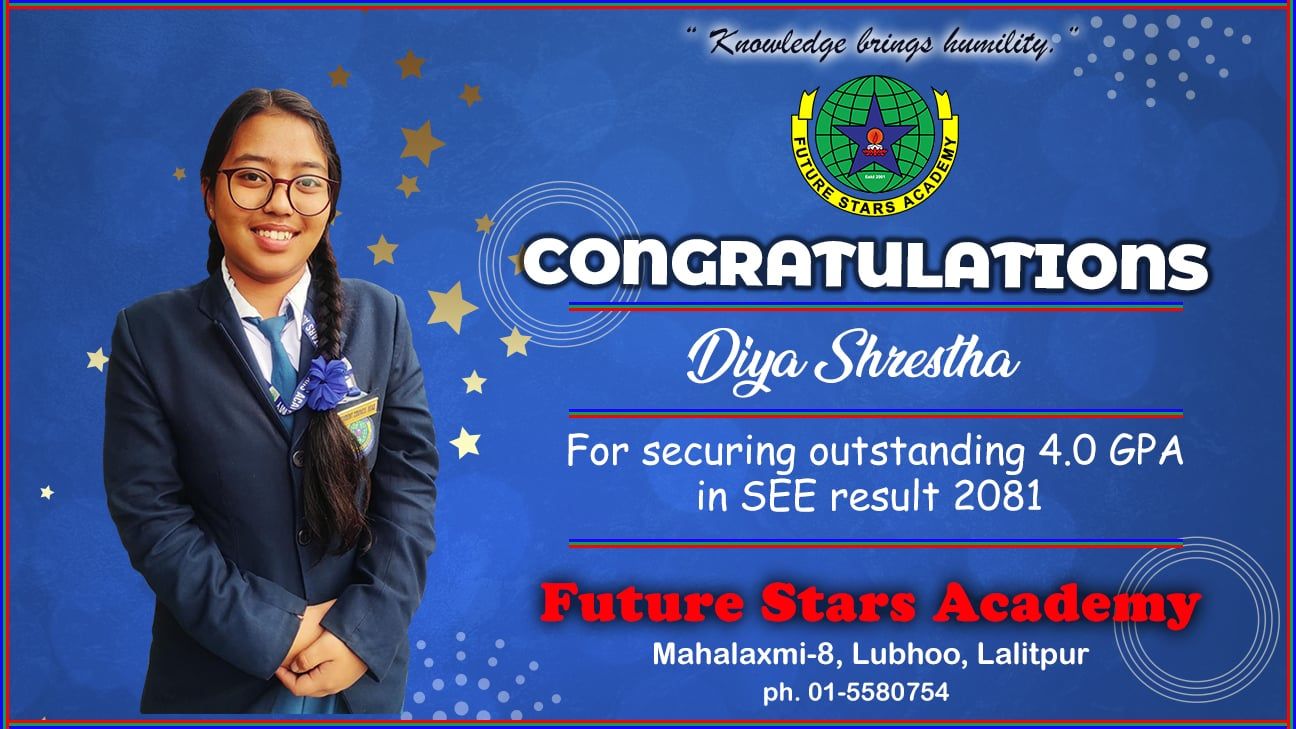 “ Knowledge brings humility. ”
Estd 2001
FUTURE STARS ACADEMY
CONGRATULATIONS
Diya Shrestha
For securing outstanding 4.0 GPA
in SEE result 2081
Future Stars Academy
Mahalaxmi-8, Lubhoo, Lalitpur
ph. 01-5580754